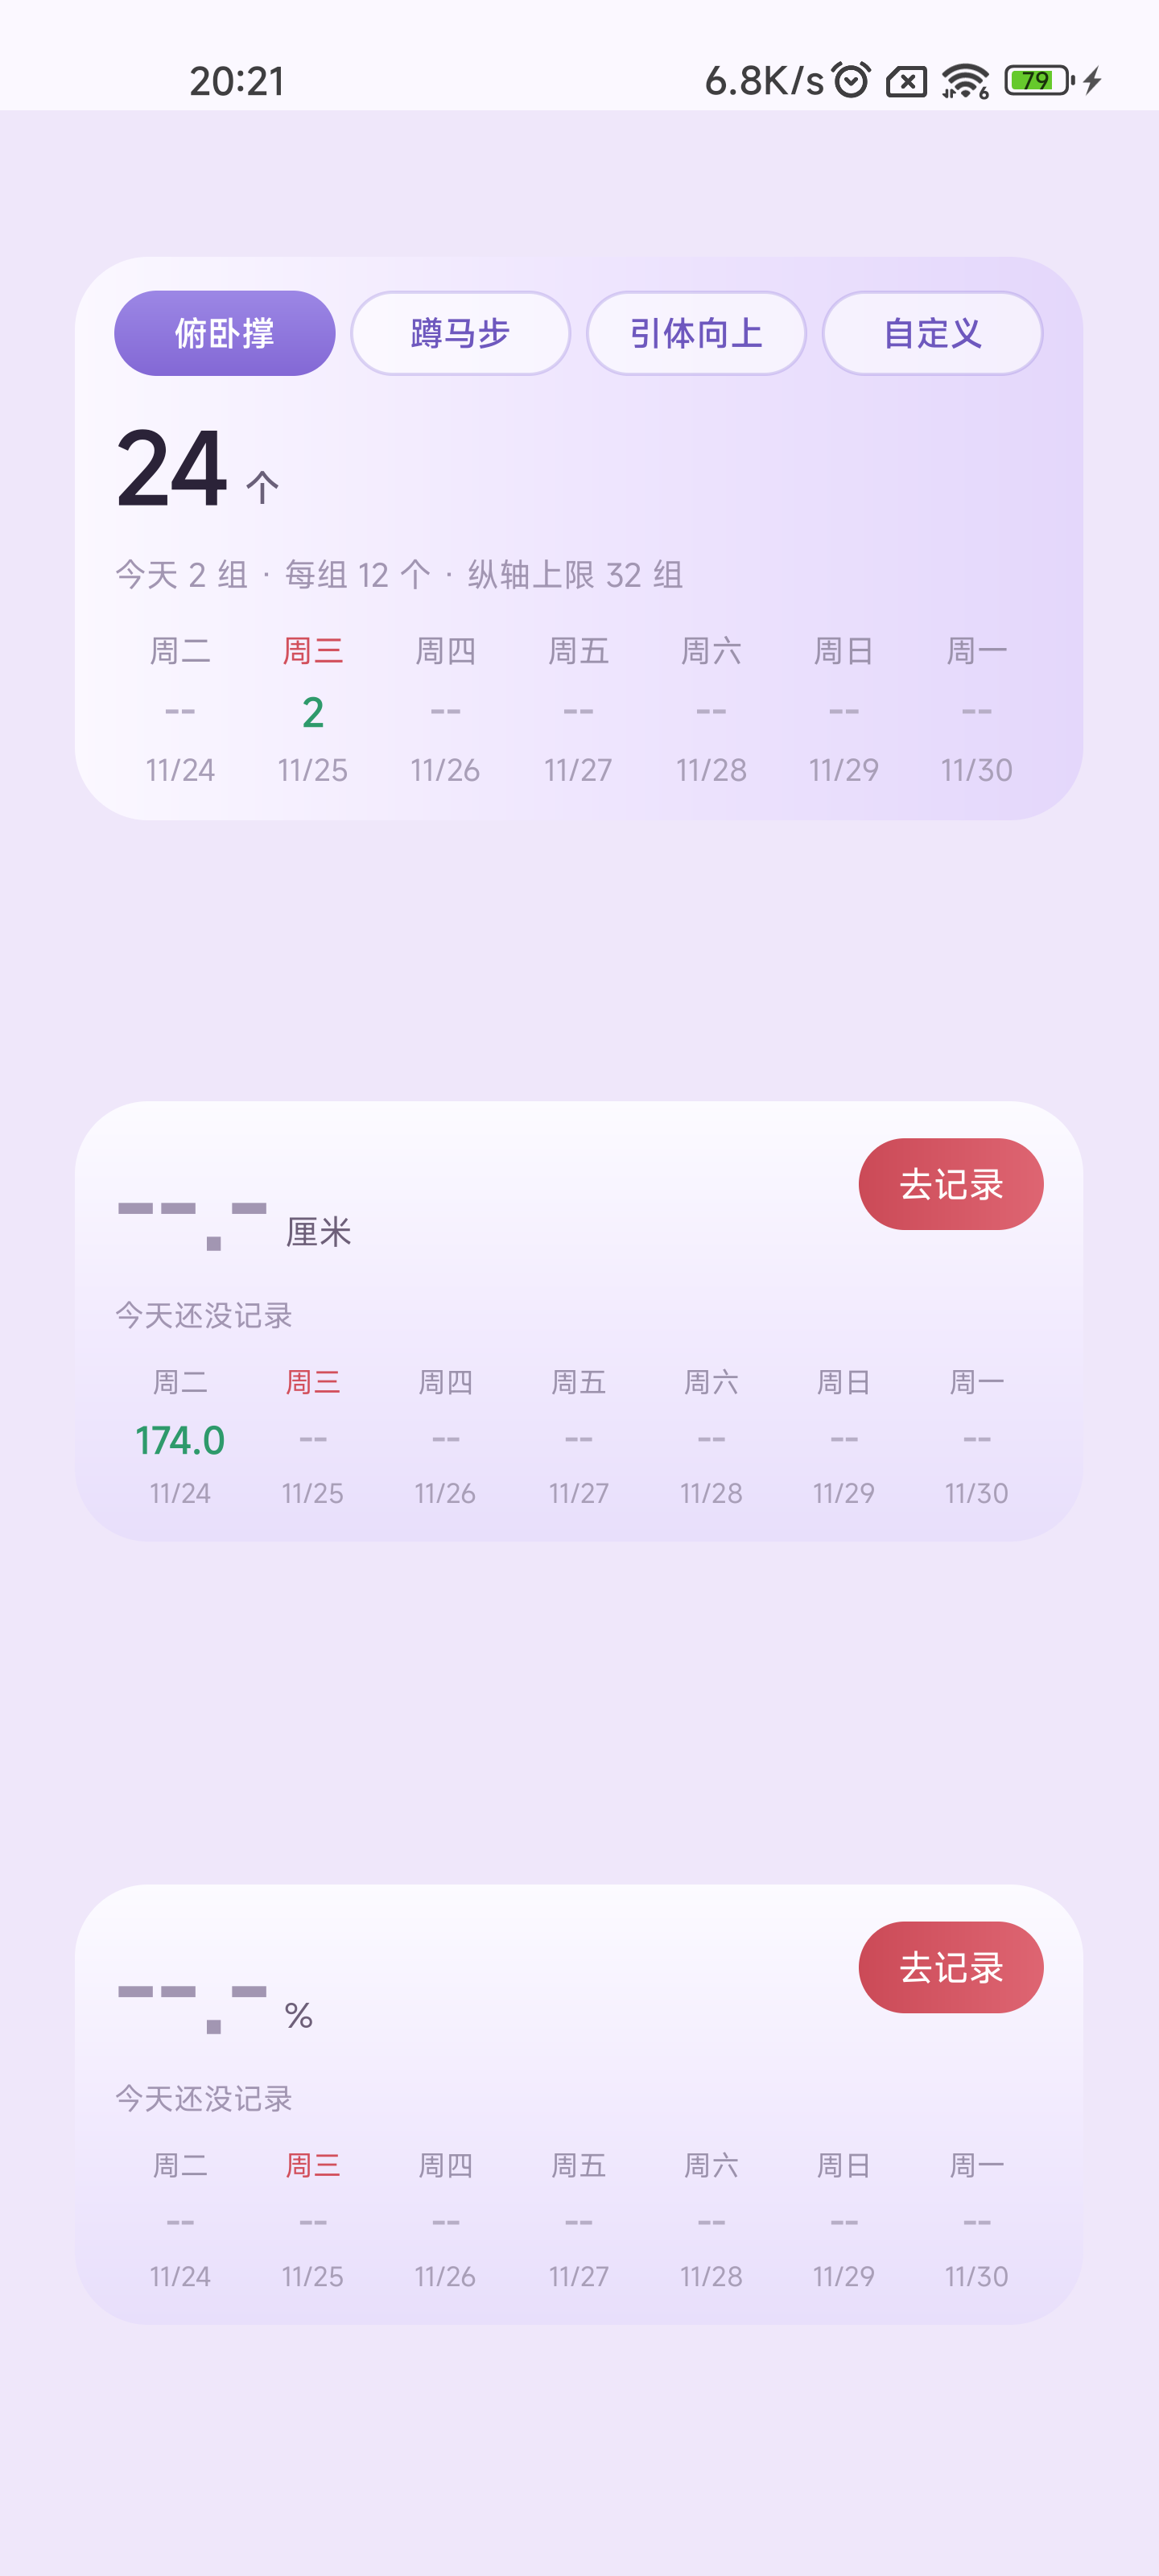 20:21 6.8K/s 6 79
俯卧撑 蹲马步 引体向上 自定义
24 个
今天 2 组 · 每组 12 个 · 纵轴上限 32 组
周二 周三 周四 周五 周六 周日 周一
-- 2 -- -- -- -- --
11/24 11/25 11/26 11/27 11/28 11/29 11/30
去记录
--.- 厘米
今天还没记录
周二 周三 周四 周五 周六 周日 周一
174.0 -- -- -- -- -- --
11/24 11/25 11/26 11/27 11/28 11/29 11/30
去记录
--.- %
今天还没记录
周二 周三 周四 周五 周六 周日 周一
-- -- -- -- -- -- --
11/24 11/25 11/26 11/27 11/28 11/29 11/30